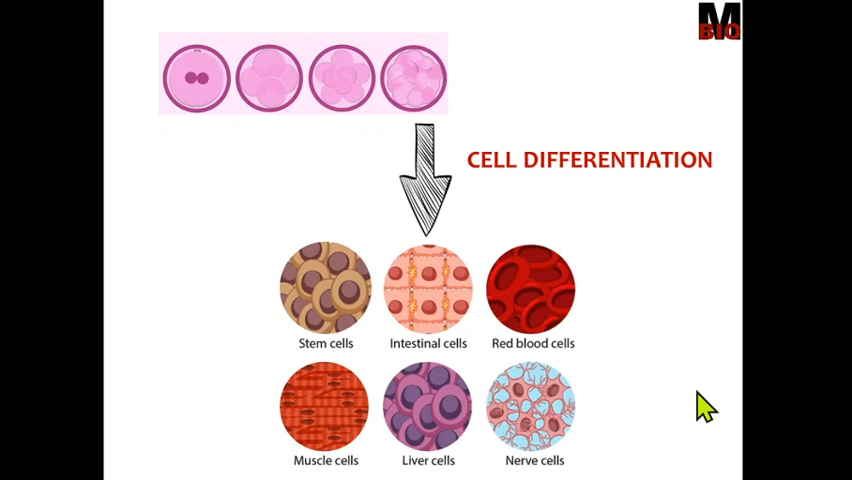 M
BIO
CELL DIFFERENTIATION
Stem cells
Intestinal cells
Red blood cells
Muscle cells
Liver cells
Nerve cells